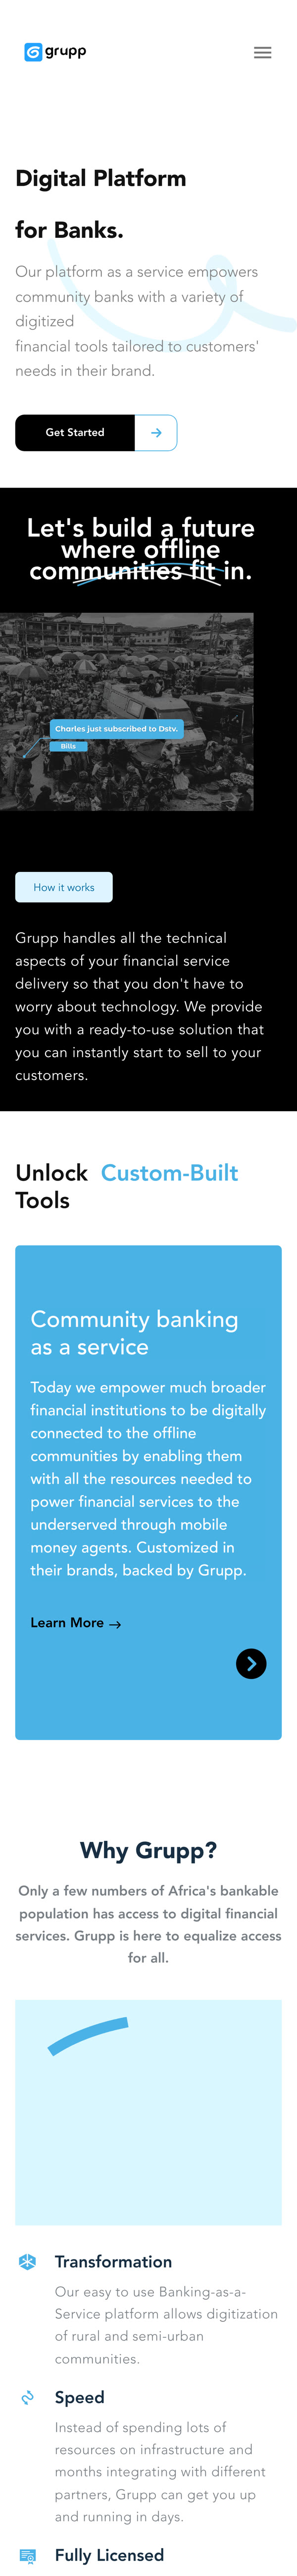 grupp
Digital Platform
for Banks.
Our platform as a service empowers
community banks with a variety of
digitized
financial tools tailored to customers'
needs in their brand.
Get Started
Let's build a future
where offline
communities fit in.
Charles just subscribed to Dstv.
Bills
How it works
Grupp handles all the technical
aspects of your financial service
delivery so that you don't have to
worry about technology. We provide
you with a ready-to-use solution that
you can instantly start to sell to your
customers.
Unlock Custom-Built
Tools
Community banking
as a service
Today we empower much broader
financial institutions to be digitally
connected to the offline
communities by enabling them
with all the resources needed to
power financial services to the
underserved through mobile
money agents. Customized in
their brands, backed by Grupp.
Learn More
Why Grupp?
Only a few numbers of Africa's bankable
population has access to digital financial
services. Grupp is here to equalize access
for all.
Transformation
Our easy to use Banking-as-a-
Service platform allows digitization
of rural and semi-urban
communities.
Speed
Instead of spending lots of
resources on infrastructure and
months integrating with different
partners, Grupp can get you up
and running in days.
Fully Licensed